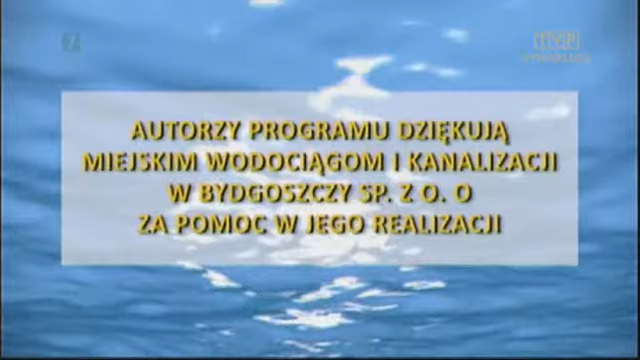 AUTORZY PROGRAMU DZIĘKUJĄ
MIEJSKIM WODOCIĄGOM I KANALIZACJI
W BYDGOSZCZY SP. Z O. O
ZA POMOC W JEGO REALIZACJI